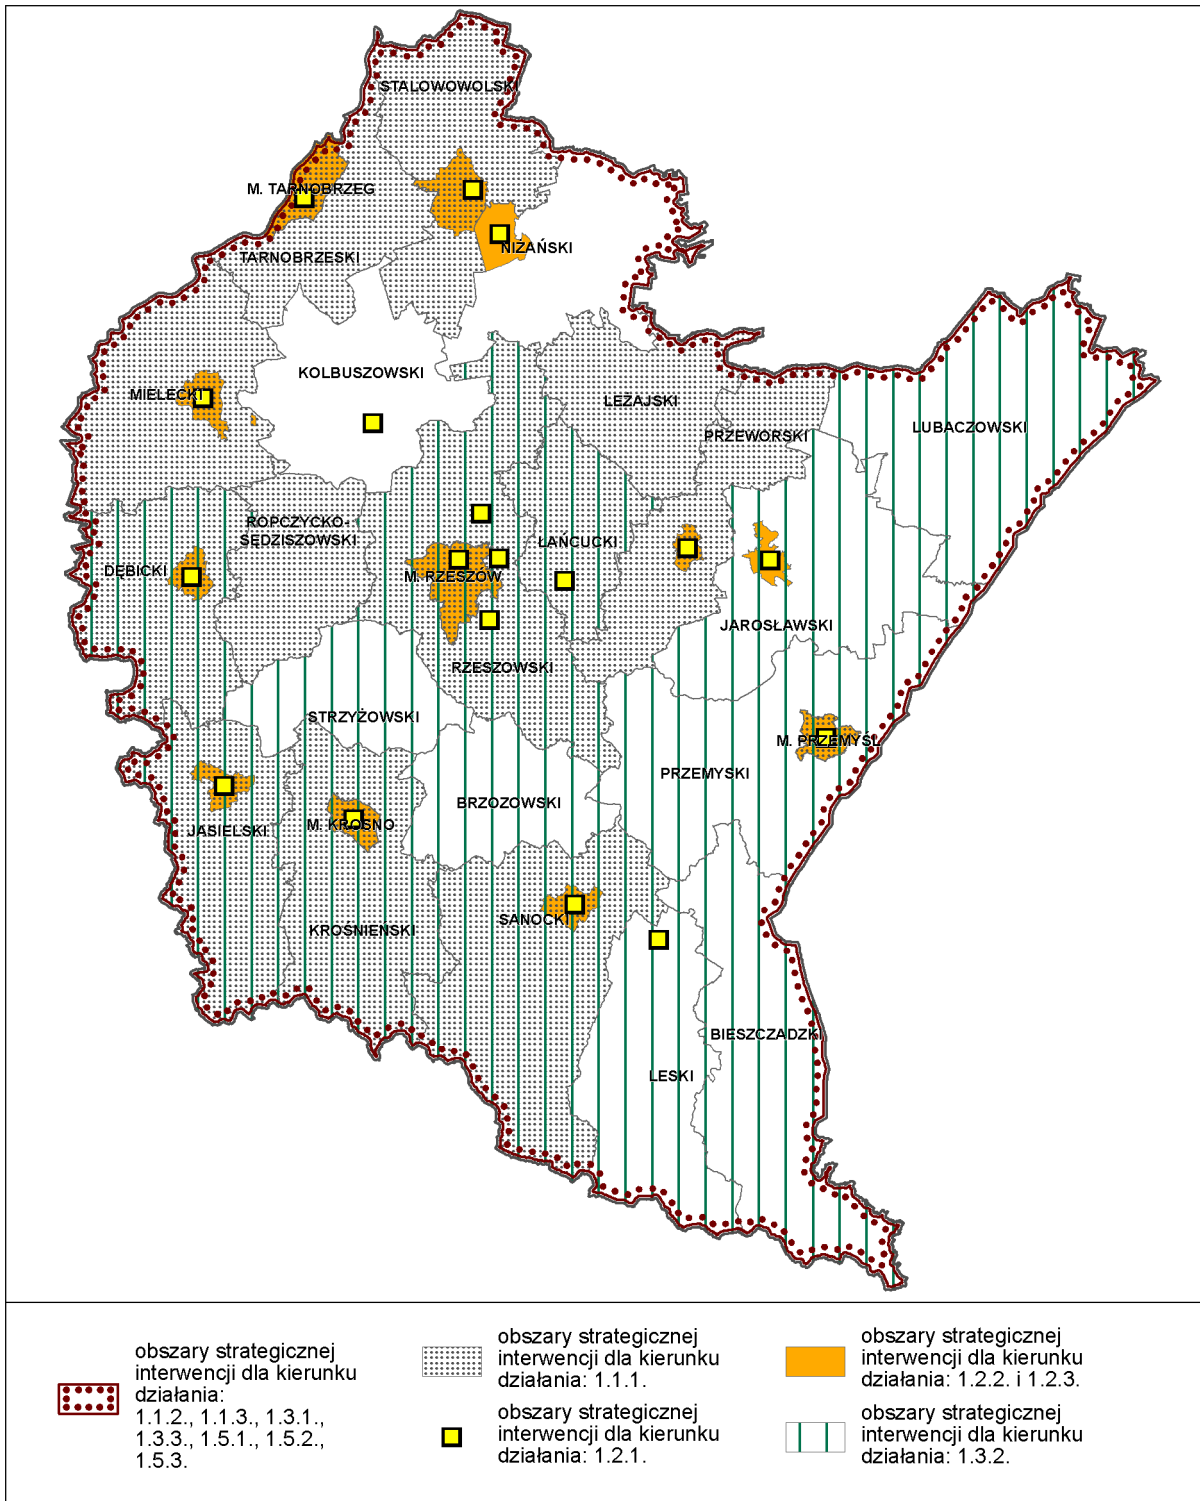 STALOWOWOLSKI
M. TARNOBRZEG
NIŻAŃSKI
TARNOBRZESKI
KOLBUSZOWSKI
MIELECKI
LEŻAJSKI
LUBACZOWSKI
PRZEWORSKI
ROPCZYCKO-
SĘDZISZOWSKI
ŁAŃCUCKI
DĘBICKI
M. RZESZÓW
JAROSŁAWSKI
RZESZOWSKI
STRZYŻOWSKI
M. PRZEMYŚL
PRZEMYSKI
BRZOZOWSKI
M. KROSNO
JASIELSKI
SANOCKI
KROŚNIEŃSKI
BIESZCZADZKI
LESKI
obszary strategicznej
interwencji dla kierunku
działania:
1.1.2., 1.1.3., 1.3.1.,
1.3.3., 1.5.1., 1.5.2.,
1.5.3.
obszary strategicznej
interwencji dla kierunku
działania: 1.1.1.
obszary strategicznej
interwencji dla kierunku
działania: 1.2.1.
obszary strategicznej
interwencji dla kierunku
działania: 1.2.2. i 1.2.3.
obszary strategicznej
interwencji dla kierunku
działania: 1.3.2.